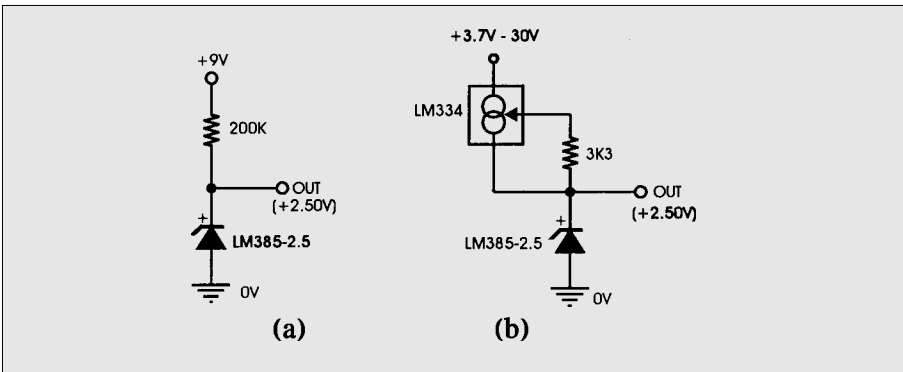 +9V
200K
OUT
(+2.50V)
+
LM385-2.5
0V
(a)
+3.7V - 30V
LM334
3K3
OUT
(+2.50V)
+
LM385-2.5
0V
(b)